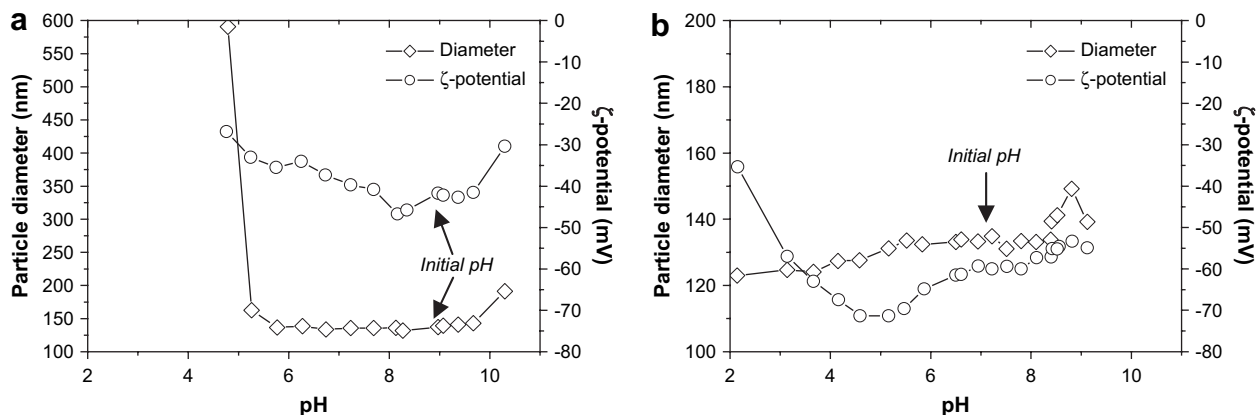 a
600
550
500
450
400
350
300
250
200
150
100
Particle diameter (nm)
0
-10
-20
-30
-40
-50
-60
-70
-80
ζ-potential (mV)
Diameter
ζ-potential
Initial pH
2 4 6 8 10
pH
b
200
180
160
140
120
100
Particle diameter (nm)
0
-10
-20
-30
-40
-50
-60
-70
-80
ζ-potential (mV)
Diameter
ζ-potential
Initial pH
2 4 6 8 10
pH